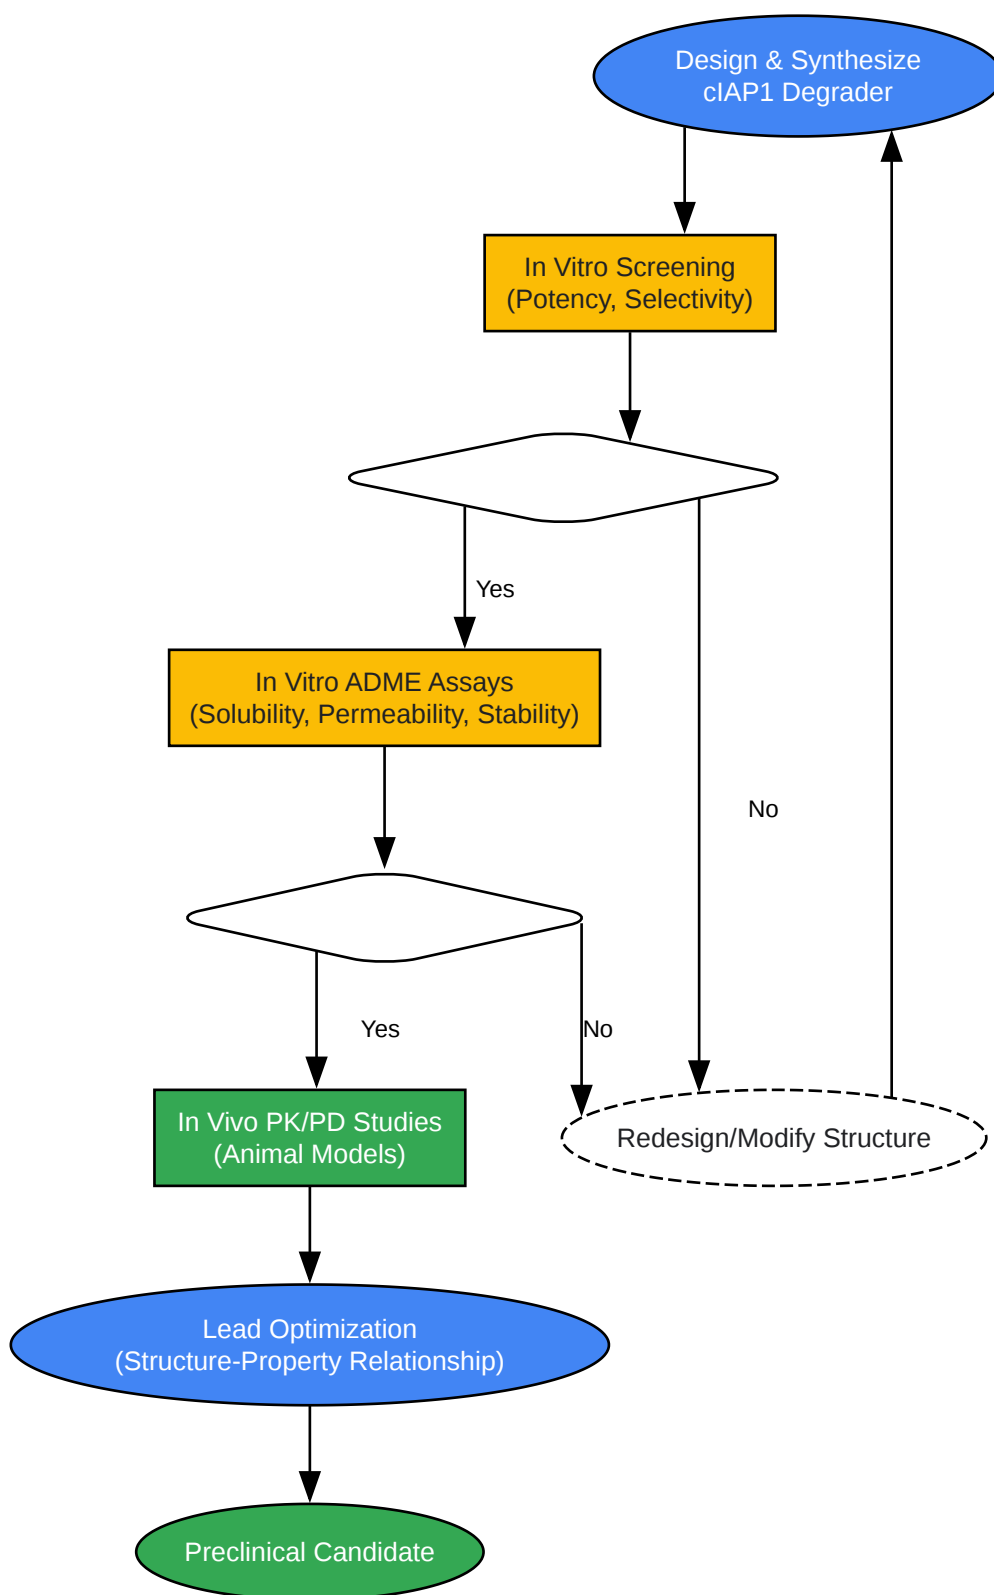 Design & Synthesize
cIAP1 Degrader
In Vitro Screening
(Potency, Selectivity)
Yes
In Vitro ADME Assays
(Solubility, Permeability, Stability)
No
Yes
No
In Vivo PK/PD Studies
(Animal Models)
Redesign/Modify Structure
Lead Optimization
(Structure-Property Relationship)
Preclinical Candidate